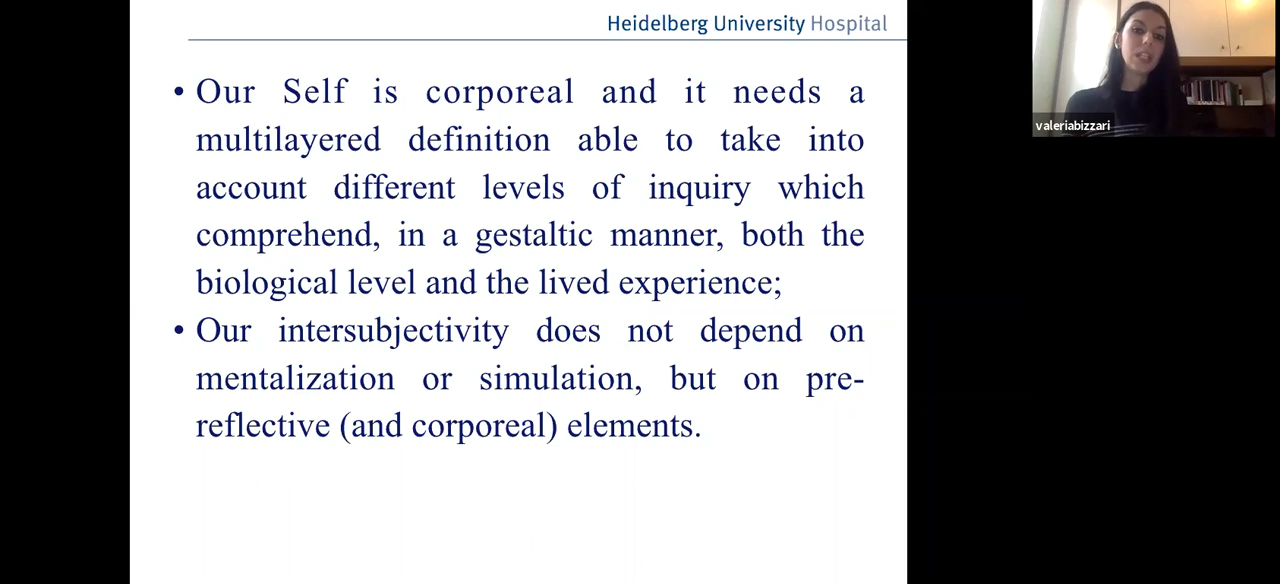 Heidelberg University Hospital
• Our Self is corporeal and it needs a
multilayered definition able to take into
account different levels of inquiry which
comprehend, in a gestaltic manner, both the
biological level and the lived experience;
• Our intersubjectivity does not depend on
mentalization or simulation, but on pre-
reflective (and corporeal) elements.
valeriabizzari